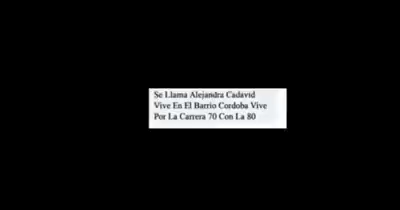 Se Llama Alejandra Cadavid
Vive En El Barrio Cordoba Vive
Por La Carrera 70 Con La 80